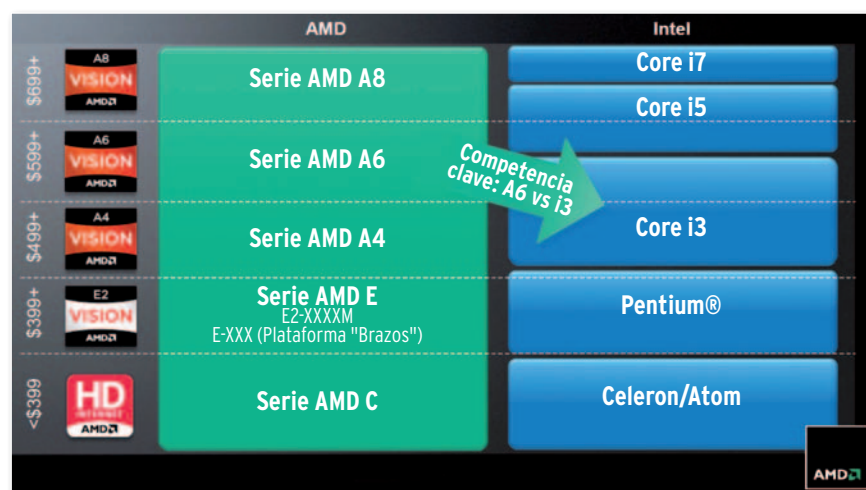 AMD
Intel
$699+
A8
VISION
AMD
Serie AMD A8
Core i7
Core i5
$599+
A6
VISION
AMD
Serie AMD A6
Competencia
clave: A6 vs i3
$499+
A4
VISION
AMD
Serie AMD A4
Core i3
$399+
E2
VISION
AMD
Serie AMD E
E2-XXXXM
E-XXX (Plataforma "Brazos")
Pentium®
<$399
HD
INTERNET
AMD
Serie AMD C
Celeron/Atom
AMD